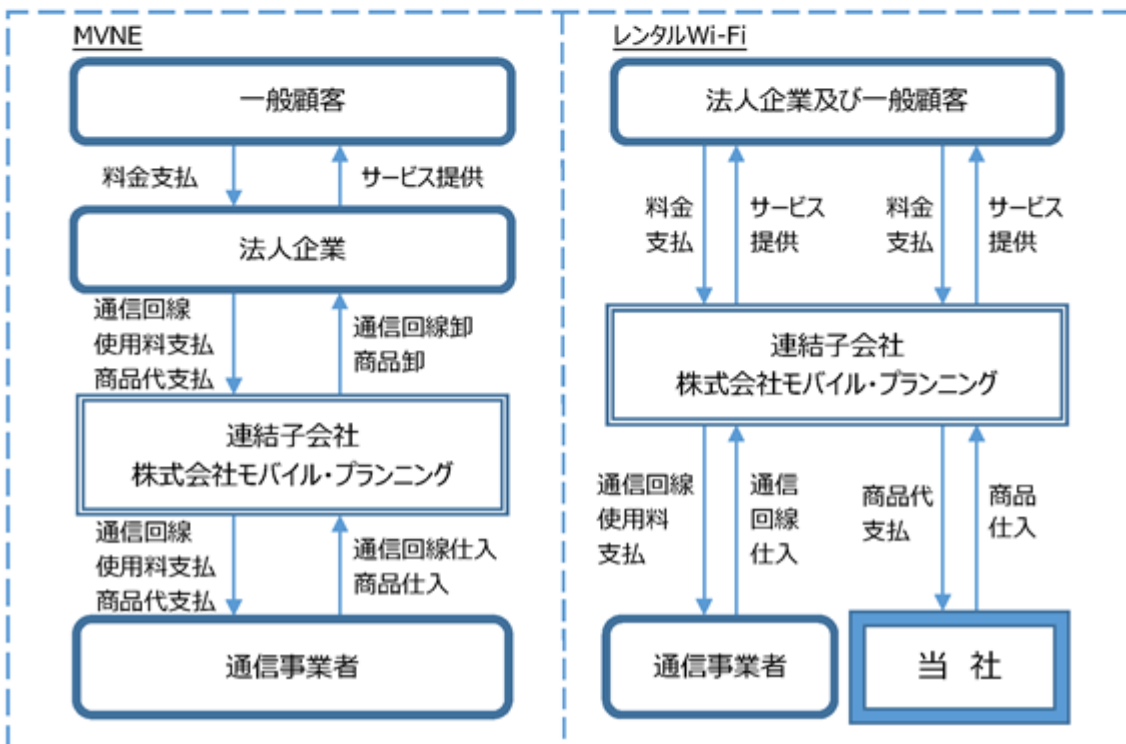 MVNE
一般顧客
料金支払
サービス提供
法人企業
通信回線
使用料支払
商品代支払
通信回線卸
商品卸
連結子会社
株式会社モバイル・プランニング
通信回線
使用料支払
商品代支払
通信回線仕入
商品仕入
通信事業者
レンタルWi-Fi
法人企業及び一般顧客
料金
支払
サービス
提供
料金
支払
サービス
提供
連結子会社
株式会社モバイル・プランニング
通信回線
使用料
支払
通信
回線
仕入
商品代
支払
商品
仕入
通信事業者
当 社